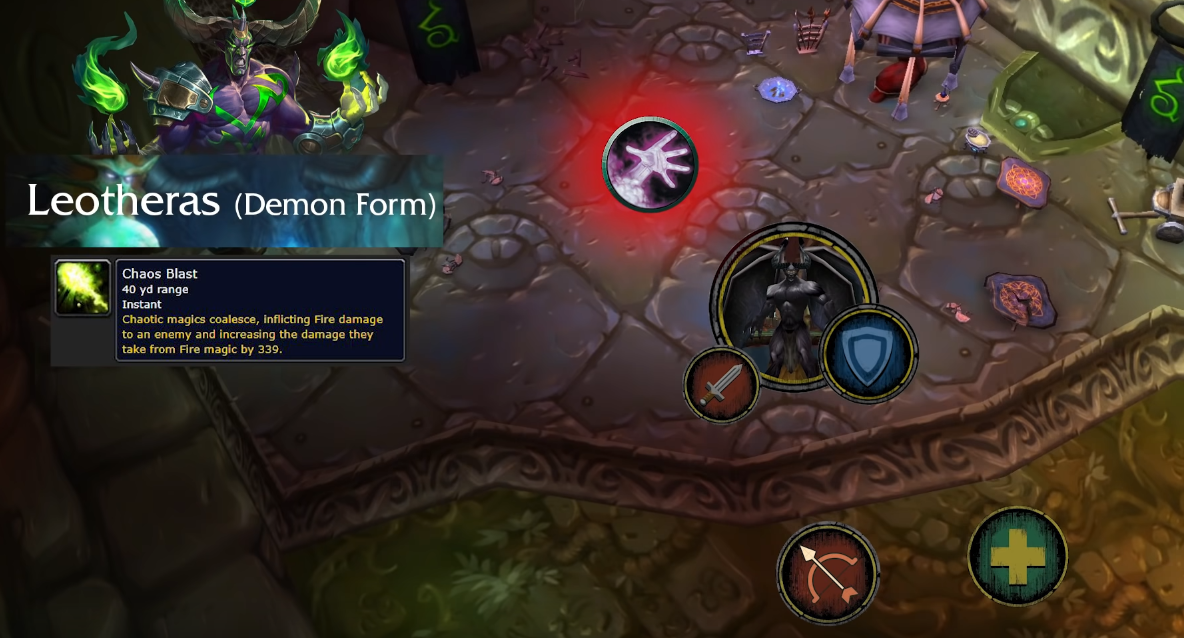 Leotheras (Demon Form)
Chaos Blast
40 yd range
Instant
Chaotic magics coalesce, inflicting Fire damage
to an enemy and increasing the damage they
take from Fire magic by 339.